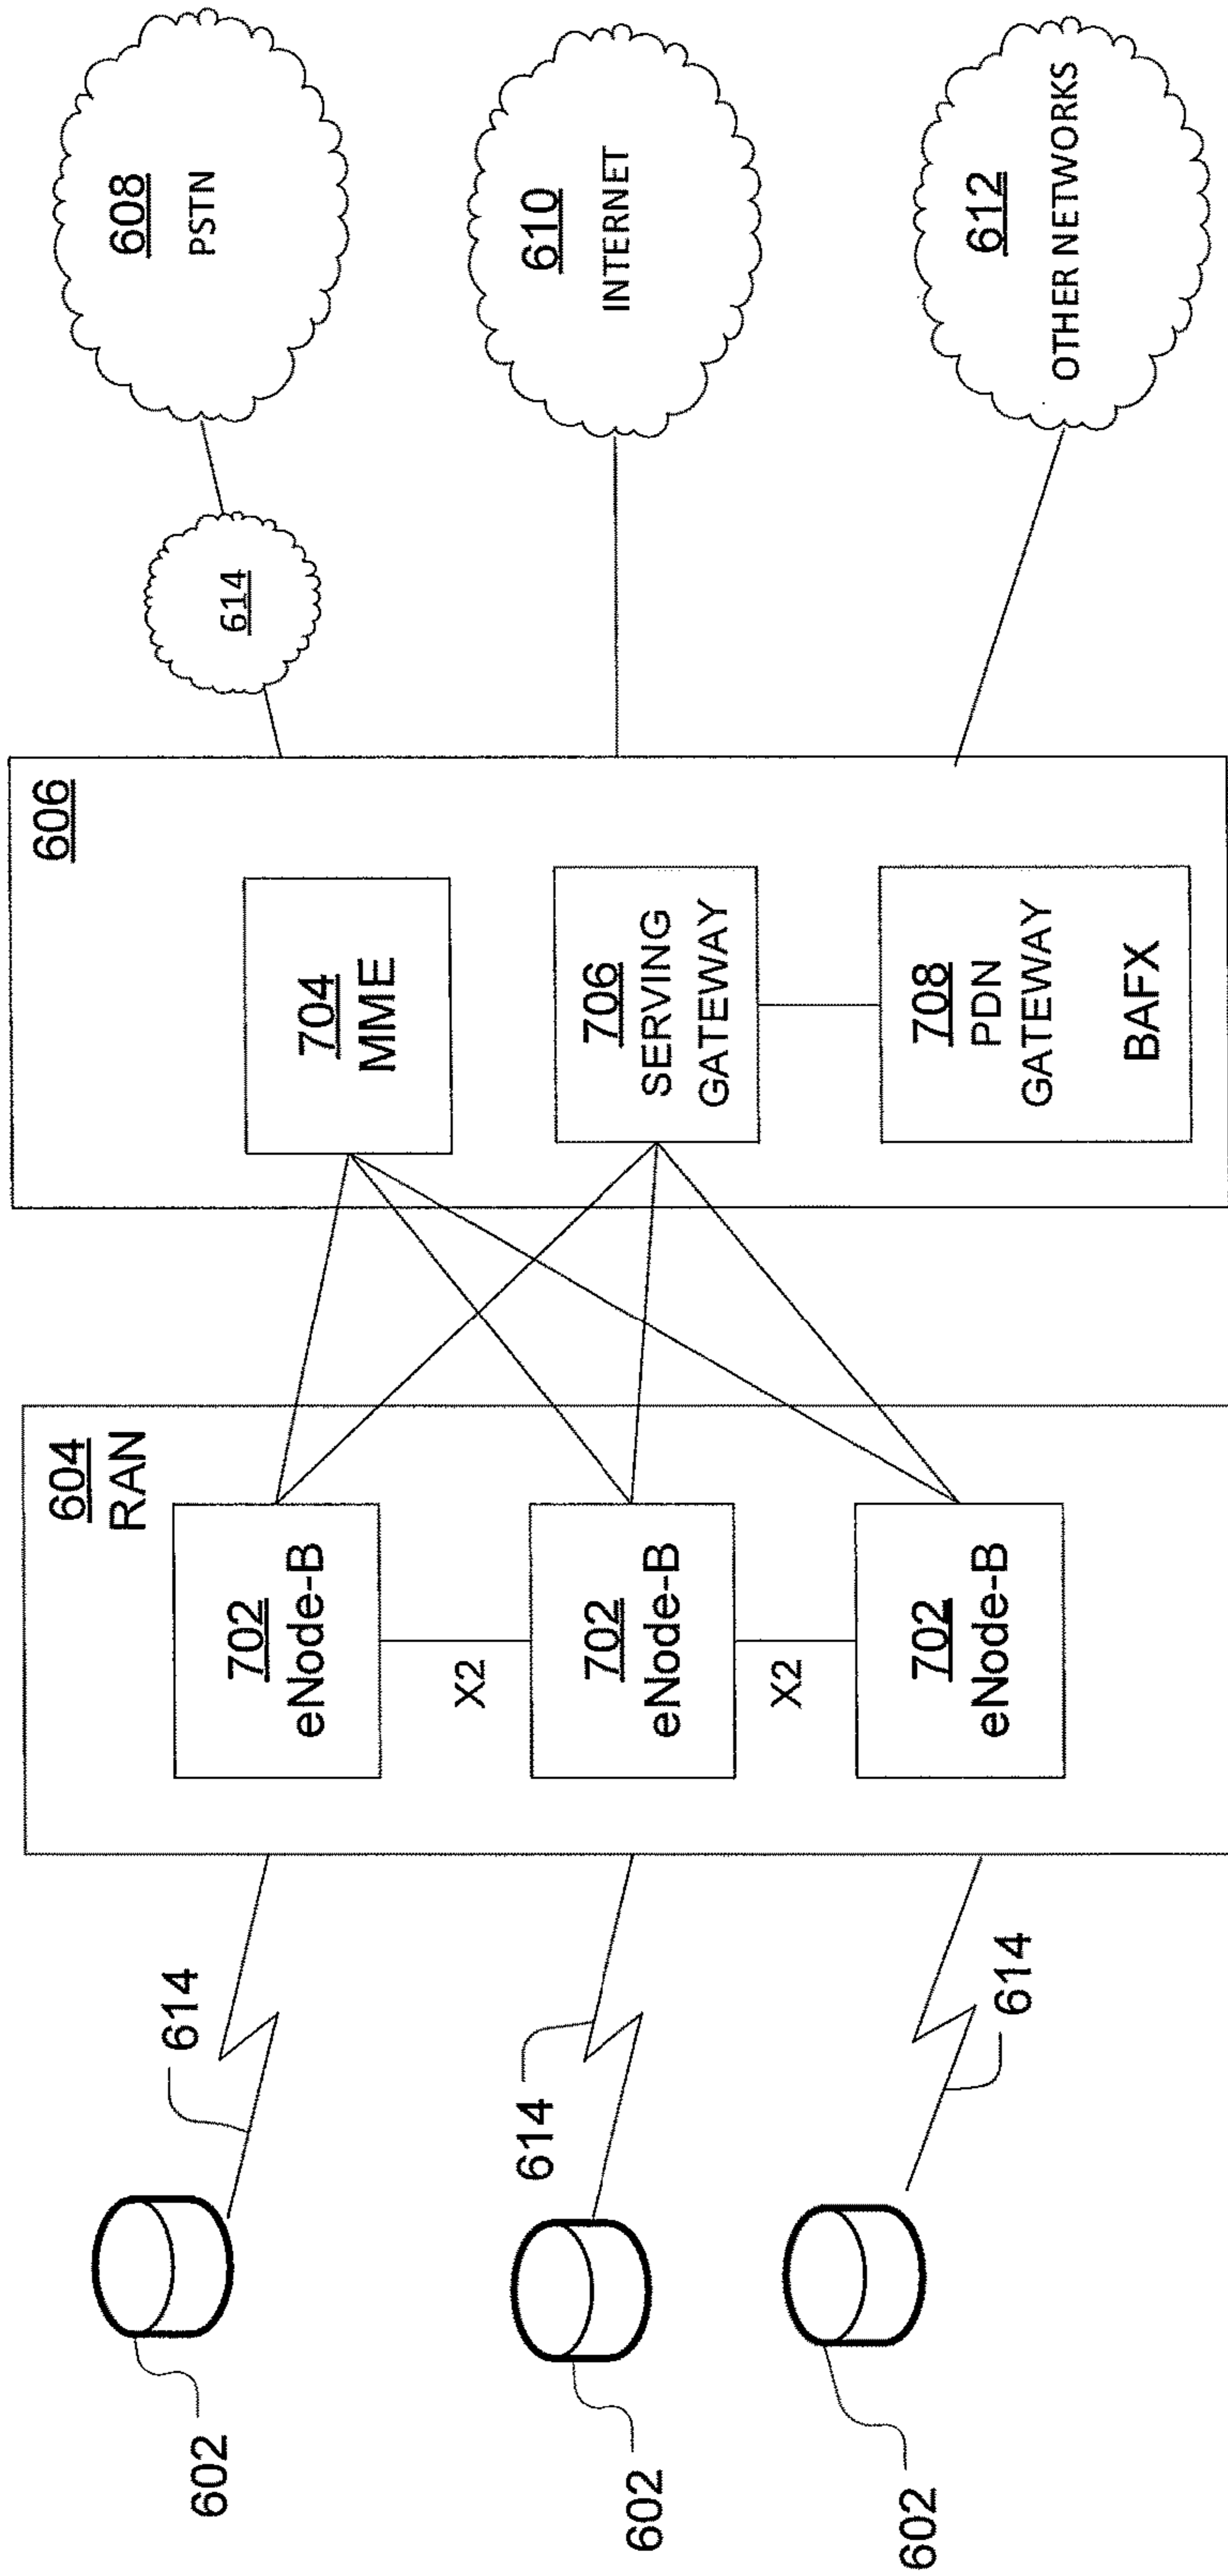 602
602
602
614
614
614
604
RAN
702
eNode-B
X2
702
eNode-B
X2
702
eNode-B
606
704
MME
706
SERVING
GATEWAY
708
PDN
GATEWAY
BAFX
614
608
PSTN
610
INTERNET
612
OTHER NETWORKS